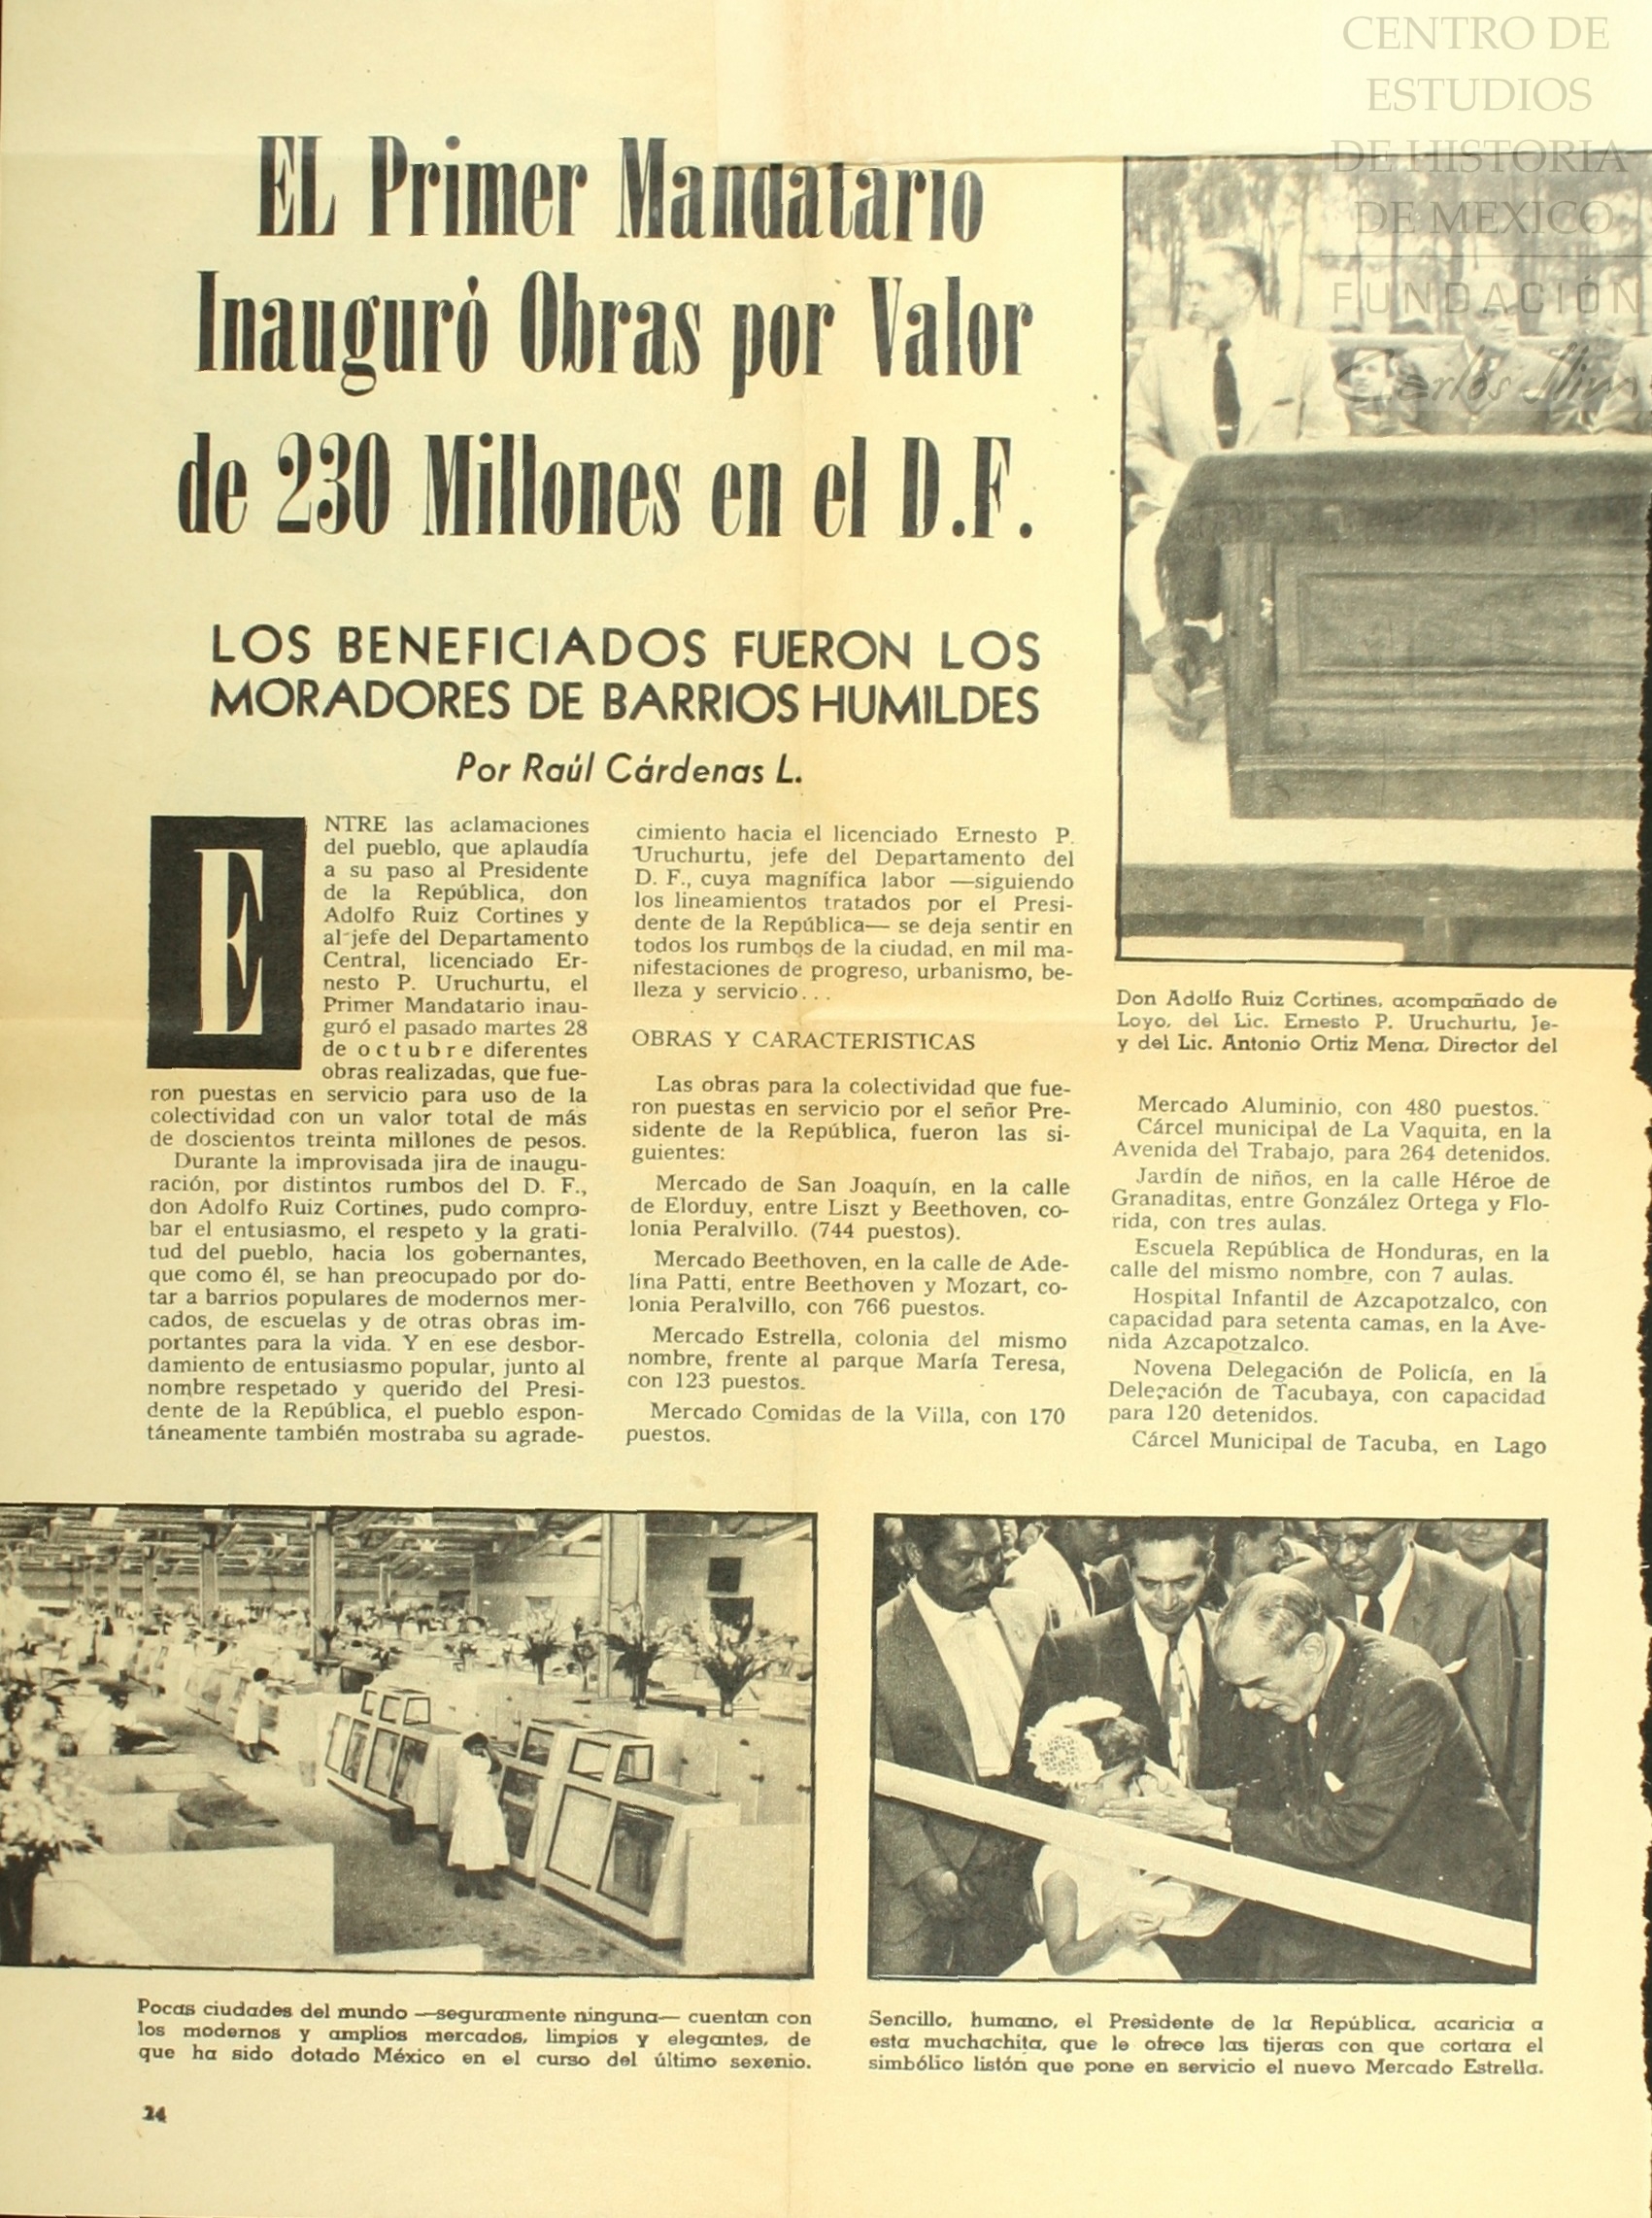 CENTRO DE
ESTUDIOS
DE HISTORIA
DE MEXICO
FUNDACIÓN
Carlos Slim
EL Primer Mandatario
Inauguró Obras por Valor
de 230 Millones en el D.F.
LOS BENEFICIADOS FUERON LOS
MORADORES DE BARRIOS HUMILDES
Por Raúl Cárdenas L.
ENTRE las aclamaciones
del pueblo, que aplaudía
a su paso al Presidente
de la República, don
Adolfo Ruiz Cortines y
al jefe del Departamento
Central, licenciado Er-
nesto P. Uruchurtu, el
Primer Mandatario inau-
guró el pasado martes 28
de octubre diferentes
obras realizadas, que fue-
ron puestas en servicio para uso de la
colectividad con un valor total de más
de doscientos treinta millones de pesos.
Durante la improvisada jira de inaugu-
ración, por distintos rumbos del D. F.,
don Adolfo Ruiz Cortines, pudo compro-
bar el entusiasmo, el respeto y la grati-
tud del pueblo, hacia los gobernantes,
que como él, se han preocupado por do-
tar a barrios populares de modernos mer-
cados, de escuelas y de otras obras im-
portantes para la vida. Y en ese desbor-
damiento de entusiasmo popular, junto al
nombre respetado y querido del Presi-
dente de la República, el pueblo espon-
táneamente también mostraba su agrade-
cimiento hacia el licenciado Ernesto P.
Uruchurtu, jefe del Departamento del
D. F., cuya magnífica labor —siguiendo
los lineamientos tratados por el Presi-
dente de la República— se deja sentir en
todos los rumbos de la ciudad, en mil ma-
nifestaciones de progreso, urbanismo, be-
lleza y servicio...
OBRAS Y CARACTERISTICAS
Las obras para la colectividad que fue-
ron puestas en servicio por el señor Pre-
sidente de la República, fueron las si-
guientes:
Mercado de San Joaquín, en la calle
de Elorduy, entre Liszt y Beethoven, co-
lonia Peralvillo. (744 puestos).
Mercado Beethoven, en la calle de Ade-
lina Patti, entre Beethoven y Mozart, co-
lonia Peralvillo, con 766 puestos.
Mercado Estrella, colonia del mismo
nombre, frente al parque María Teresa,
con 123 puestos.
Mercado Comidas de la Villa, con 170
puestos.
Don Adolfo Ruiz Cortines, acompañado de
Loyo, del Lic. Ernesto P. Uruchurtu, Je-
y del Lic. Antonio Ortiz Mena, Director del
Mercado Aluminio, con 480 puestos.
Cárcel municipal de La Vaquita, en la
Avenida del Trabajo, para 264 detenidos.
Jardín de niños, en la calle Héroe de
Granaditas, entre González Ortega y Flo-
rida, con tres aulas.
Escuela República de Honduras, en la
calle del mismo nombre, con 7 aulas.
Hospital Infantil de Azcapotzalco, con
capacidad para setenta camas, en la Ave-
nida Azcapotzalco.
Novena Delegación de Policía, en la
Delegación de Tacubaya, con capacidad
para 120 detenidos.
Cárcel Municipal de Tacuba, en Lago
Pocas ciudades del mundo —seguramente ninguna— cuentan con
los modernos y amplios mercados, limpios y elegantes, de
que ha sido dotado México en el curso del último sexenio.
Sencillo, humano, el Presidente de la República, acaricia a
esta muchachita, que le ofrece las tijeras con que cortara el
simbólico listón que pone en servicio el nuevo Mercado Estrella.
24